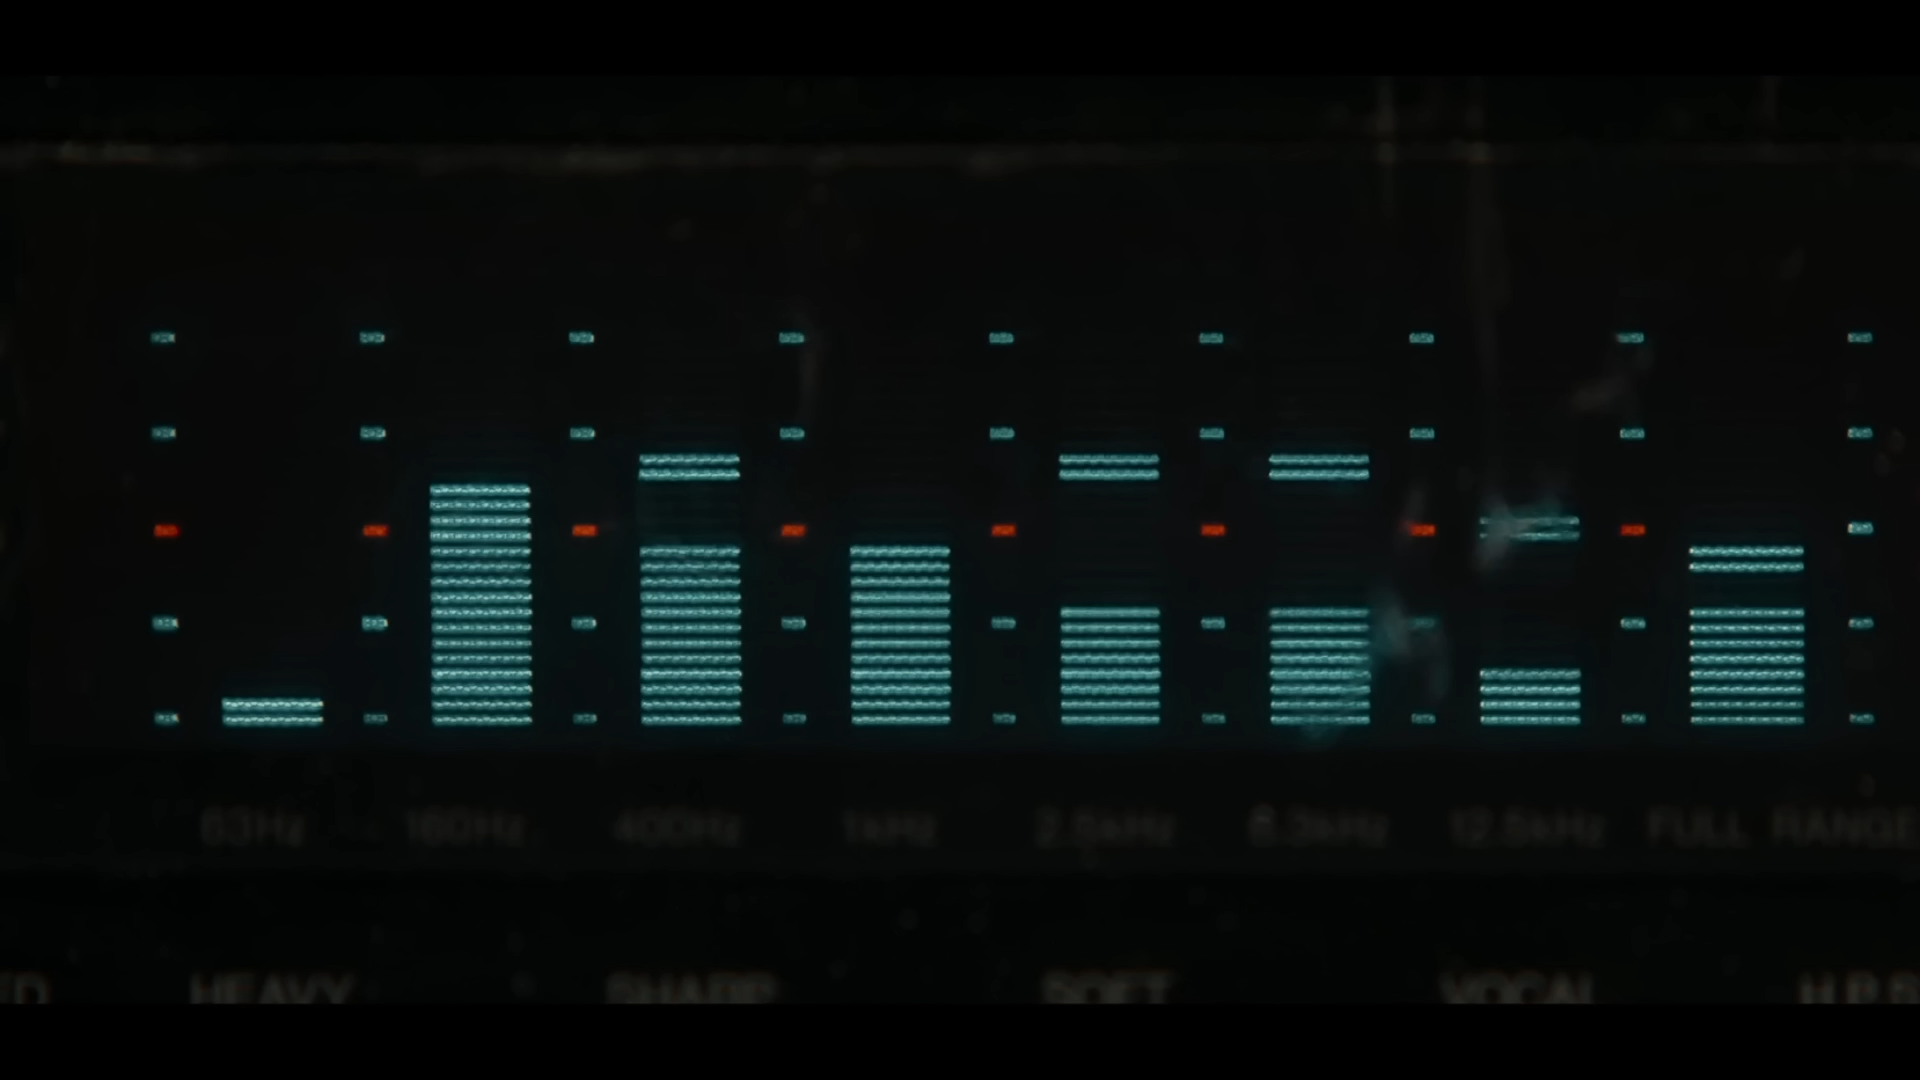 63Hz 160Hz 400Hz 1kHz 2.5kHz 6.3kHz 12.5kHz FULL RANGE
HEAVY SHARP SOFT VOCAL